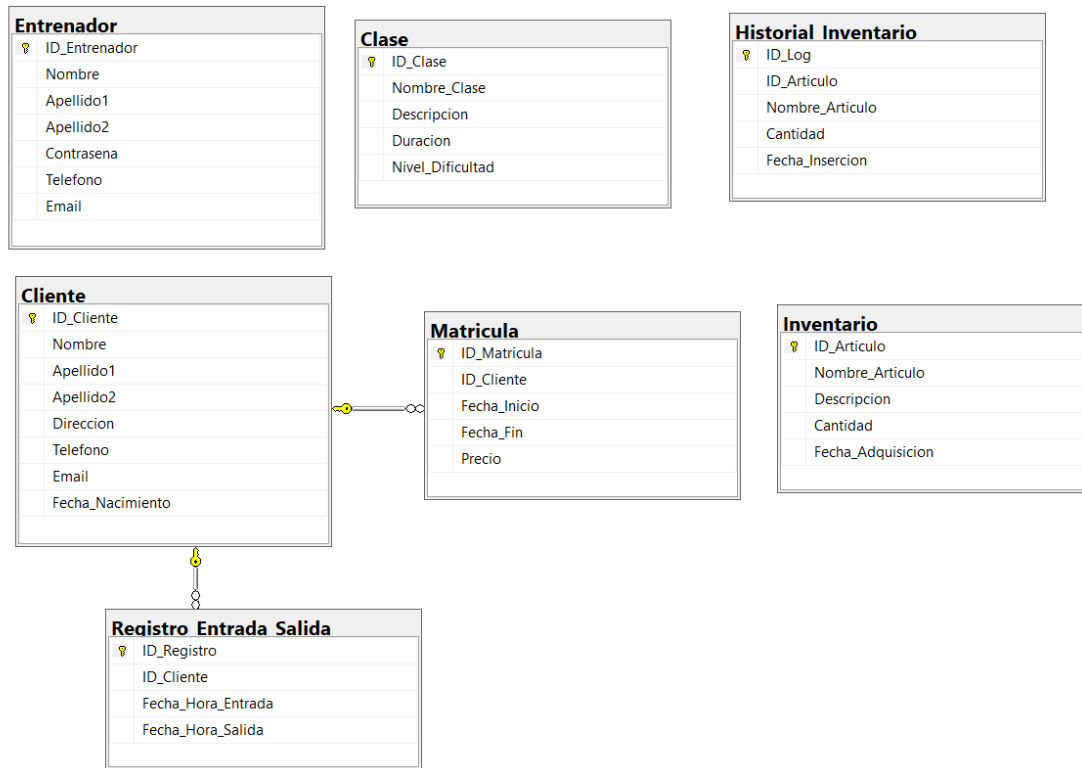 Entrenador
ID_Entrenador
Nombre
Apellido1
Apellido2
Contrasena
Telefono
Email
Clase
ID_Clase
Nombre_Clase
Descripcion
Duracion
Nivel_Dificultad
Historial_Inventario
ID_Log
ID_Articulo
Nombre_Articulo
Cantidad
Fecha_Insercion
Cliente
ID_Cliente
Nombre
Apellido1
Apellido2
Direccion
Telefono
Email
Fecha_Nacimiento
Matricula
ID_Matricula
ID_Cliente
Fecha_Inicio
Fecha_Fin
Precio
Inventario
ID_Articulo
Nombre_Articulo
Descripcion
Cantidad
Fecha_Adquisicion
Registro_Entrada_Salida
ID_Registro
ID_Cliente
Fecha_Hora_Entrada
Fecha_Hora_Salida